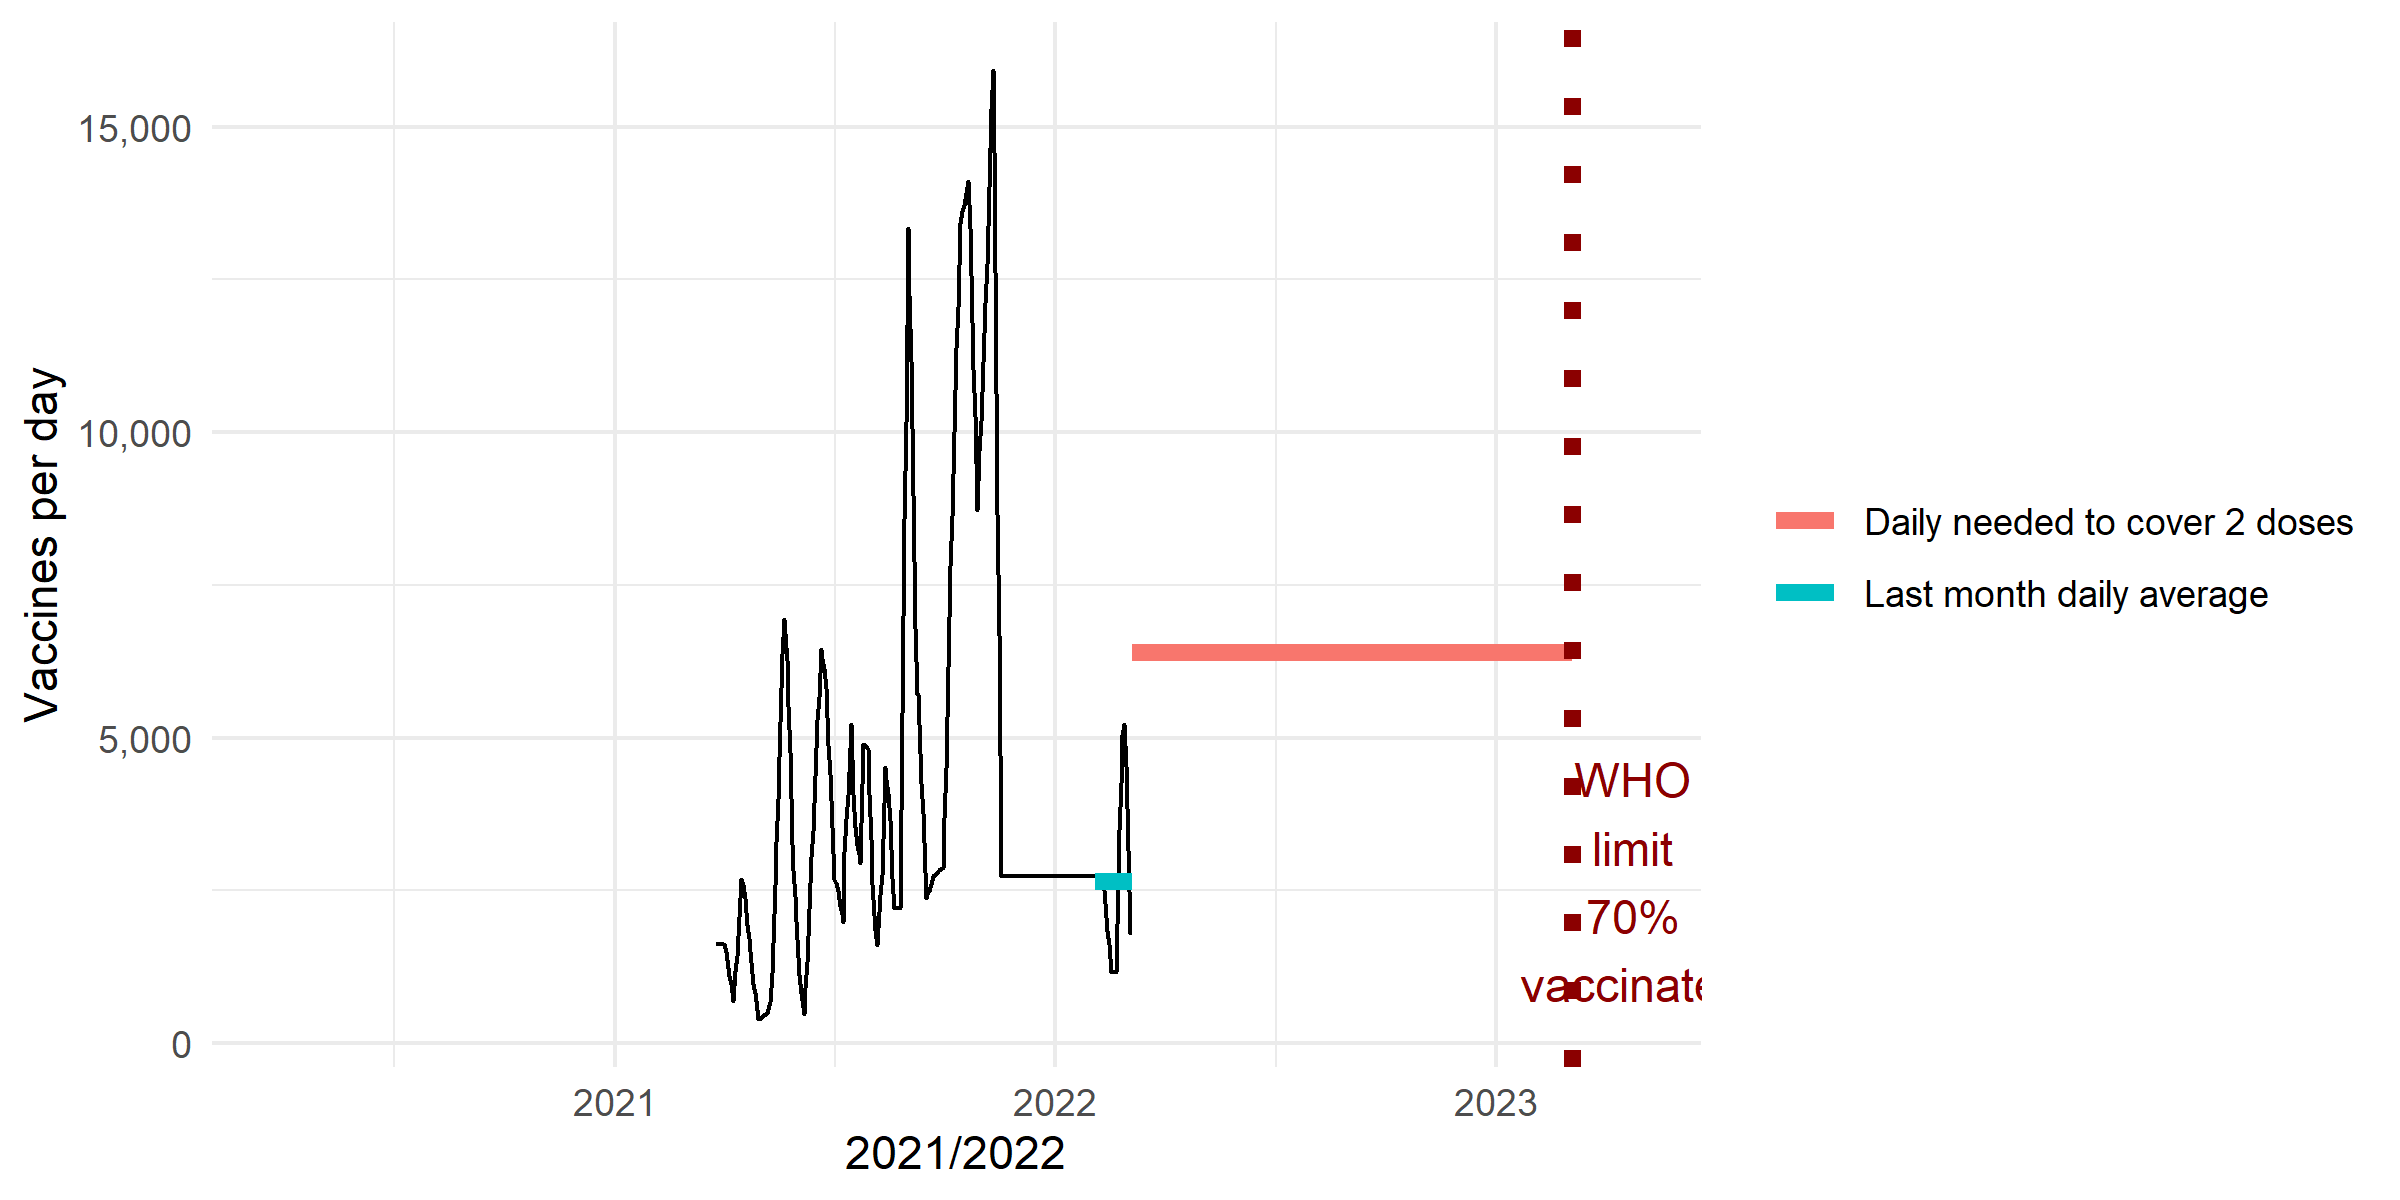 15,000
10,000
5,000
0
Vaccines per day
2021
2022
2023
2021/2022
WHO
limit
70%
vaccinate
Daily needed to cover 2 doses
Last month daily average